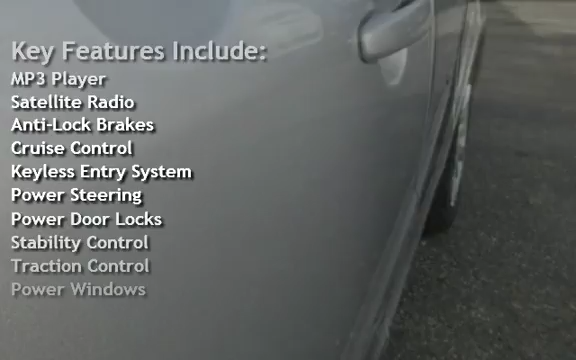 Key Features Include:
MP3 Player
Satellite Radio
Anti-Lock Brakes
Cruise Control
Keyless Entry System
Power Steering
Power Door Locks
Stability Control
Traction Control
Power Windows